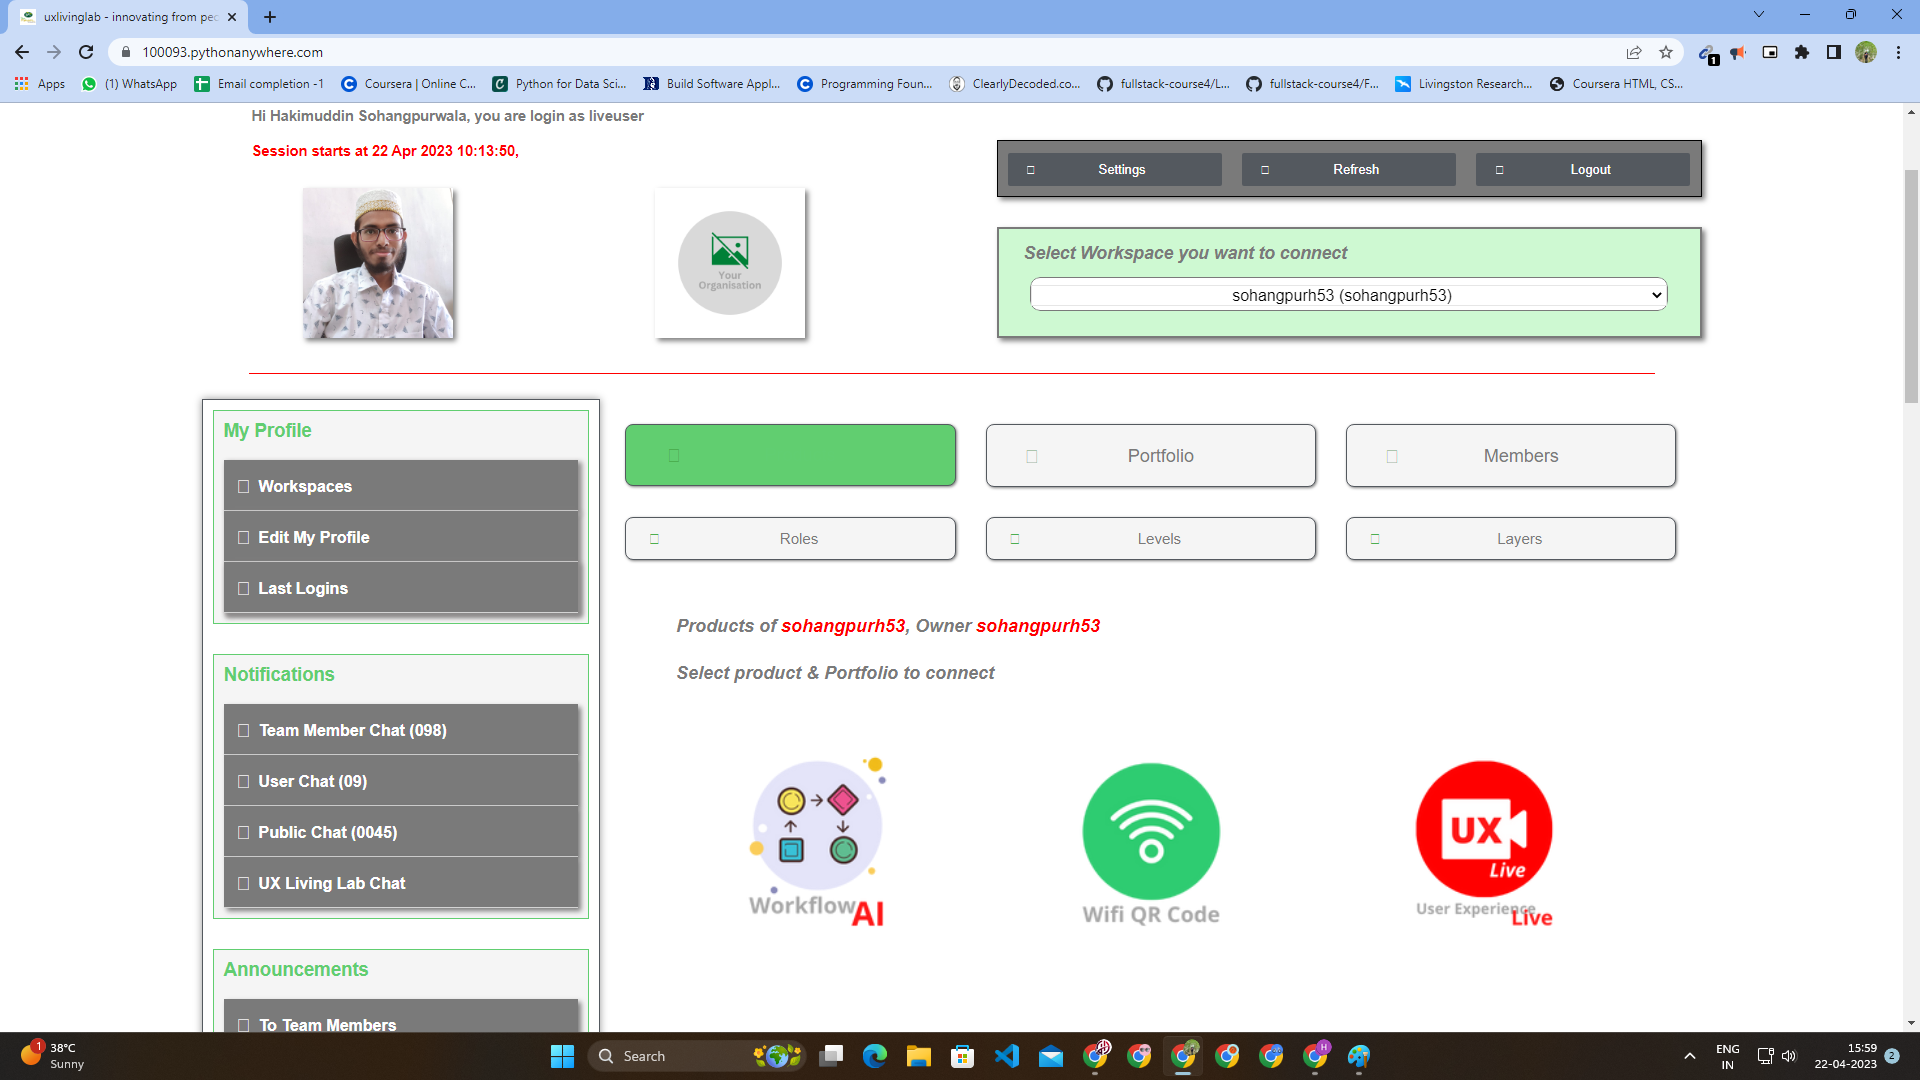 uxlivinglab - innovating from pec
100093.pythonanywhere.com
1
Apps
(1) WhatsApp
Email completion -1
Coursera | Online C...
Python for Data Sci...
Build Software Appl...
Programming Foun...
ClearlyDecoded.co...
fullstack-course4/L...
fullstack-course4/F...
Livingston Research...
Coursera HTML, CS...
Hi Hakimuddin Sohangpurwala, you are login as liveuser
Session starts at 22 Apr 2023 10:13:50,
Your
Organisation
Settings
Refresh
Logout
Select Workspace you want to connect
sohangpurh53 (sohangpurh53)
My Profile
Workspaces
Edit My Profile
Last Logins
Notifications
Team Member Chat (098)
User Chat (09)
Public Chat (0045)
UX Living Lab Chat
Announcements
To Team Members
Portfolio
Members
Roles
Levels
Layers
Products of sohangpurh53, Owner sohangpurh53
Select product & Portfolio to connect
Workflow AI
Wifi QR Code
UX
Live
User Experience
Live
1
38°C
Sunny
Search
H
ENG
IN
15:59
22-04-2023
2